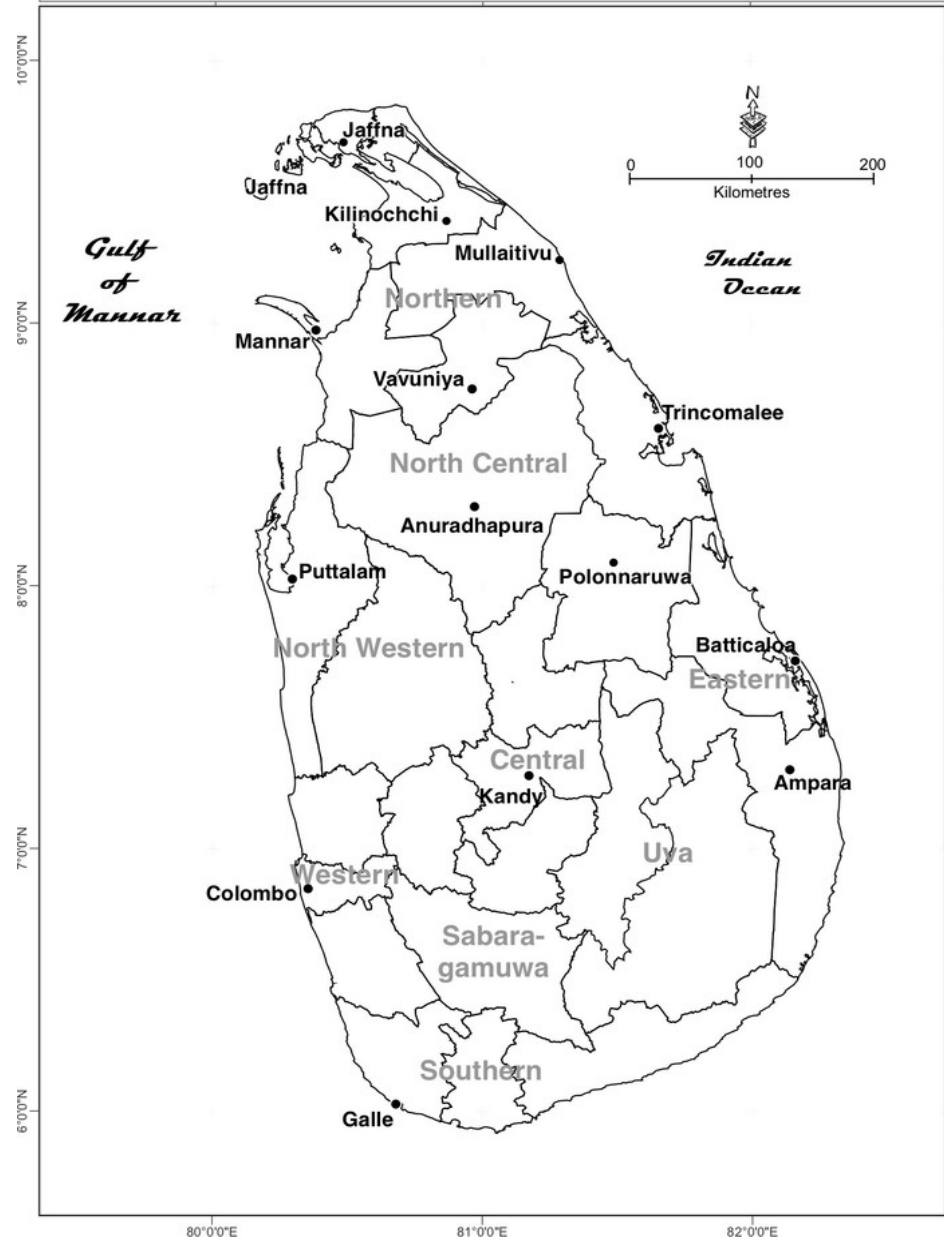 10°0'0"N
N
Jaffna
0 100 200
Kilometres
Jaffna
Kilinochchi
Gulf
of
Mannar
Mullaitivu
Indian
Ocean
Northern
9°0'0"N
Mannar
Vavuniya
Trincomalee
North Central
Anuradhapura
Puttalam
Polonnaruwa
8°0'0"N
North Western
Batticaloa
Eastern
Central
Kandy
Ampara
7°0'0"N
Uva
Western
Colombo
Sabara-
gamuwa
Southern
6°0'0"N
Galle
80°0'0"E 81°0'0"E 82°0'0"E